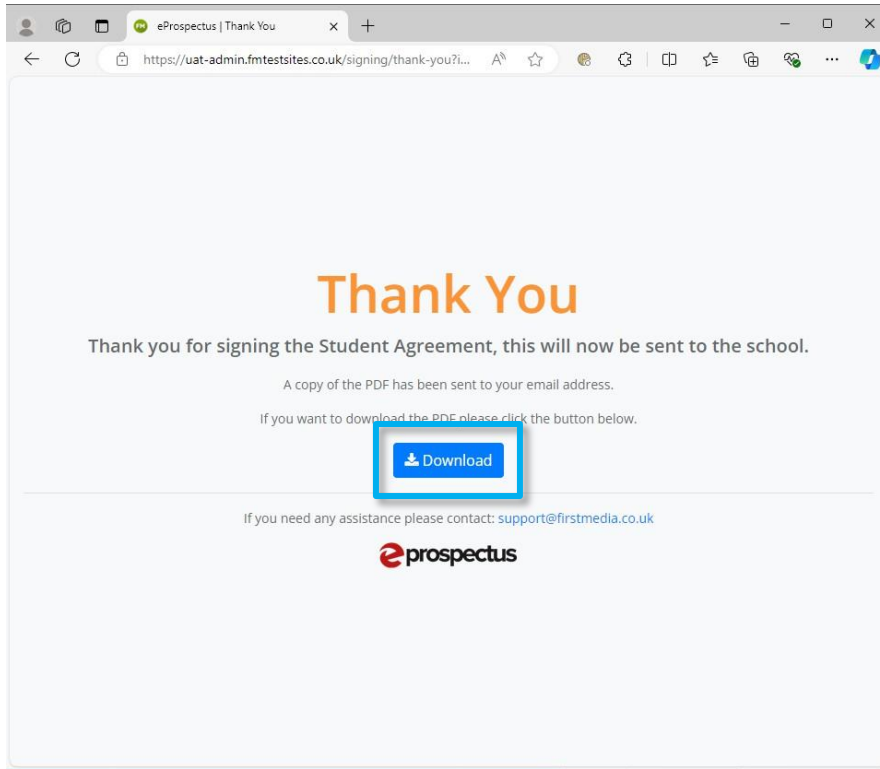 eProspectus | Thank You
https://uat-admin.fmtestsites.co.uk/signing/thank-you?i...
Thank You
Thank you for signing the Student Agreement, this will now be sent to the school.
A copy of the PDF has been sent to your email address.
If you want to download the PDF please click the button below.
Download
If you need any assistance please contact: support@firstmedia.co.uk
eprospectus